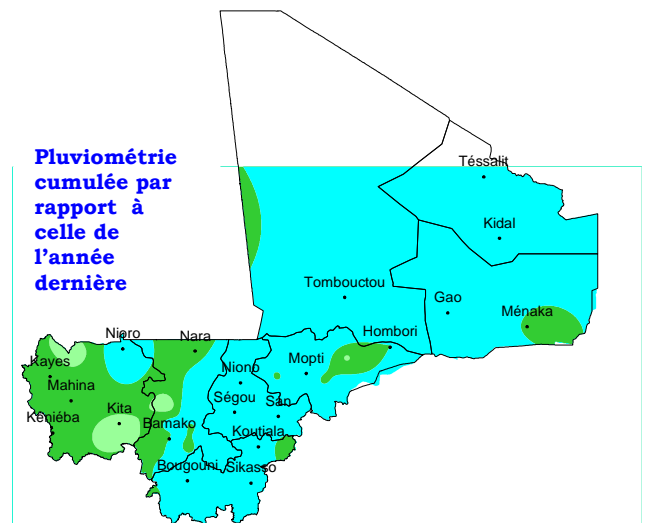 Pluviométrie
cumulée par
rapport à
celle de
l'année
dernière
Téssalit
Kidal
Tombouctou
Gao
Ménaka
Hombori
Nioro
Nara
Kayes
Niono
Mopti
Mahina
Ségou
San
Kéniéba
Kita
Bamako
Koutiala
Bougouni
Sikasso